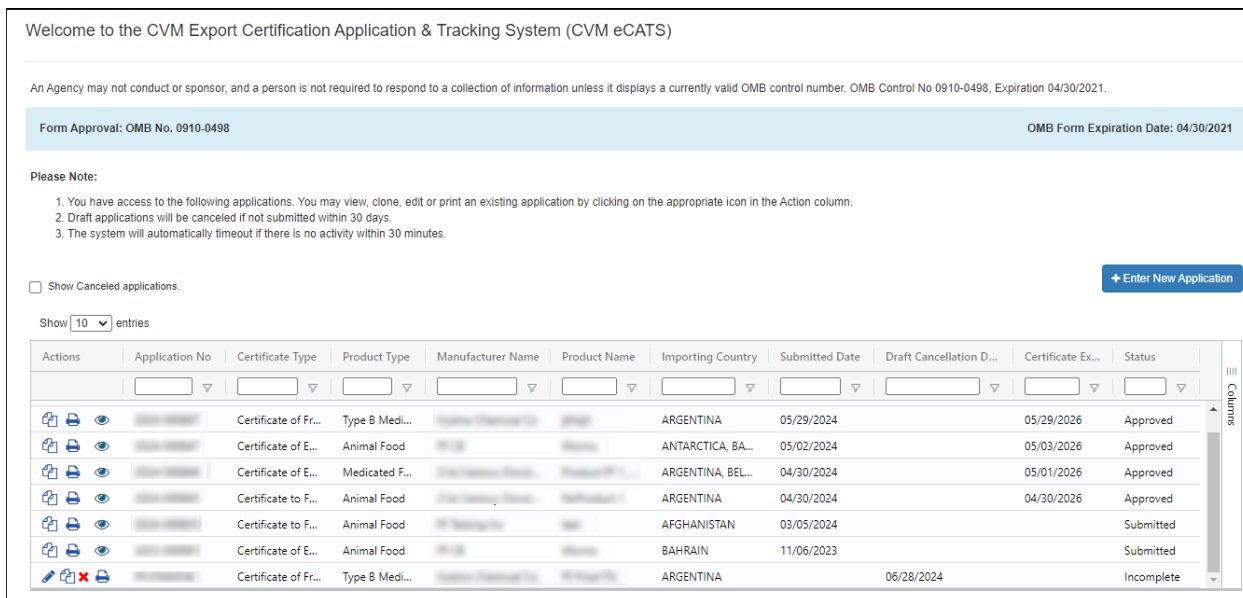 Welcome to the CVM Export Certification Application & Tracking System (CVM eCATS)
An Agency may not conduct or sponsor, and a person is not required to respond to a collection of information unless it displays a currently valid OMB control number. OMB Control No 0910-0498, Expiration 04/30/2021.
Form Approval: OMB No. 0910-0498 OMB Form Expiration Date: 04/30/2021
Please Note:
1. You have access to the following applications. You may view, clone, edit or print an existing application by clicking on the appropriate icon in the Action column.
2. Draft applications will be canceled if not submitted within 30 days.
3. The system will automatically timeout if there is no activity within 30 minutes.
+ Enter New Application
Show Canceled applications.
Show 10 entries
Actions Application No Certificate Type Product Type Manufacturer Name Product Name Importing Country Submitted Date Draft Cancellation D... Certificate Ex... Status
Columns
Certificate of Fr... Type B Medi... ARGENTINA 05/29/2024 05/29/2026 Approved
Certificate of E... Animal Food ANTARCTICA, BA... 05/02/2024 05/03/2026 Approved
Certificate of E... Medicated F... ARGENTINA, BEL... 04/30/2024 05/01/2026 Approved
Certificate to F... Animal Food ARGENTINA 04/30/2024 04/30/2026 Approved
Certificate to F... Animal Food AFGHANISTAN 03/05/2024 Submitted
Certificate of E... Animal Food BAHRAIN 11/06/2023 Submitted
Certificate of Fr... Type B Medi... ARGENTINA 06/28/2024 Incomplete